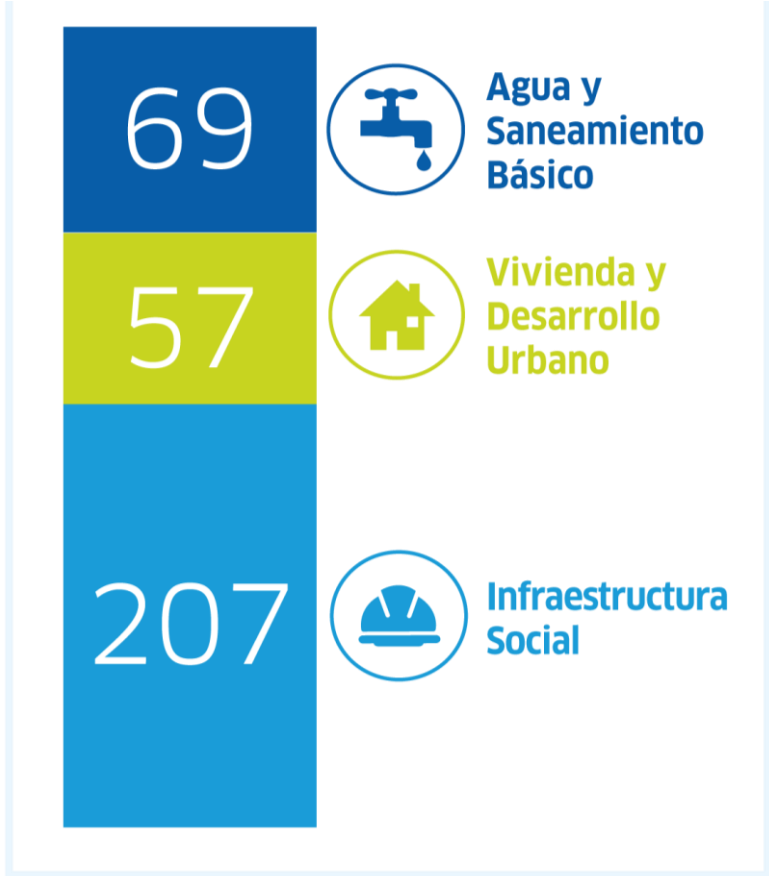 69
Agua y
Saneamiento
Básico
57
Vivienda y
Desarrollo
Urbano
207
Infraestructura
Social